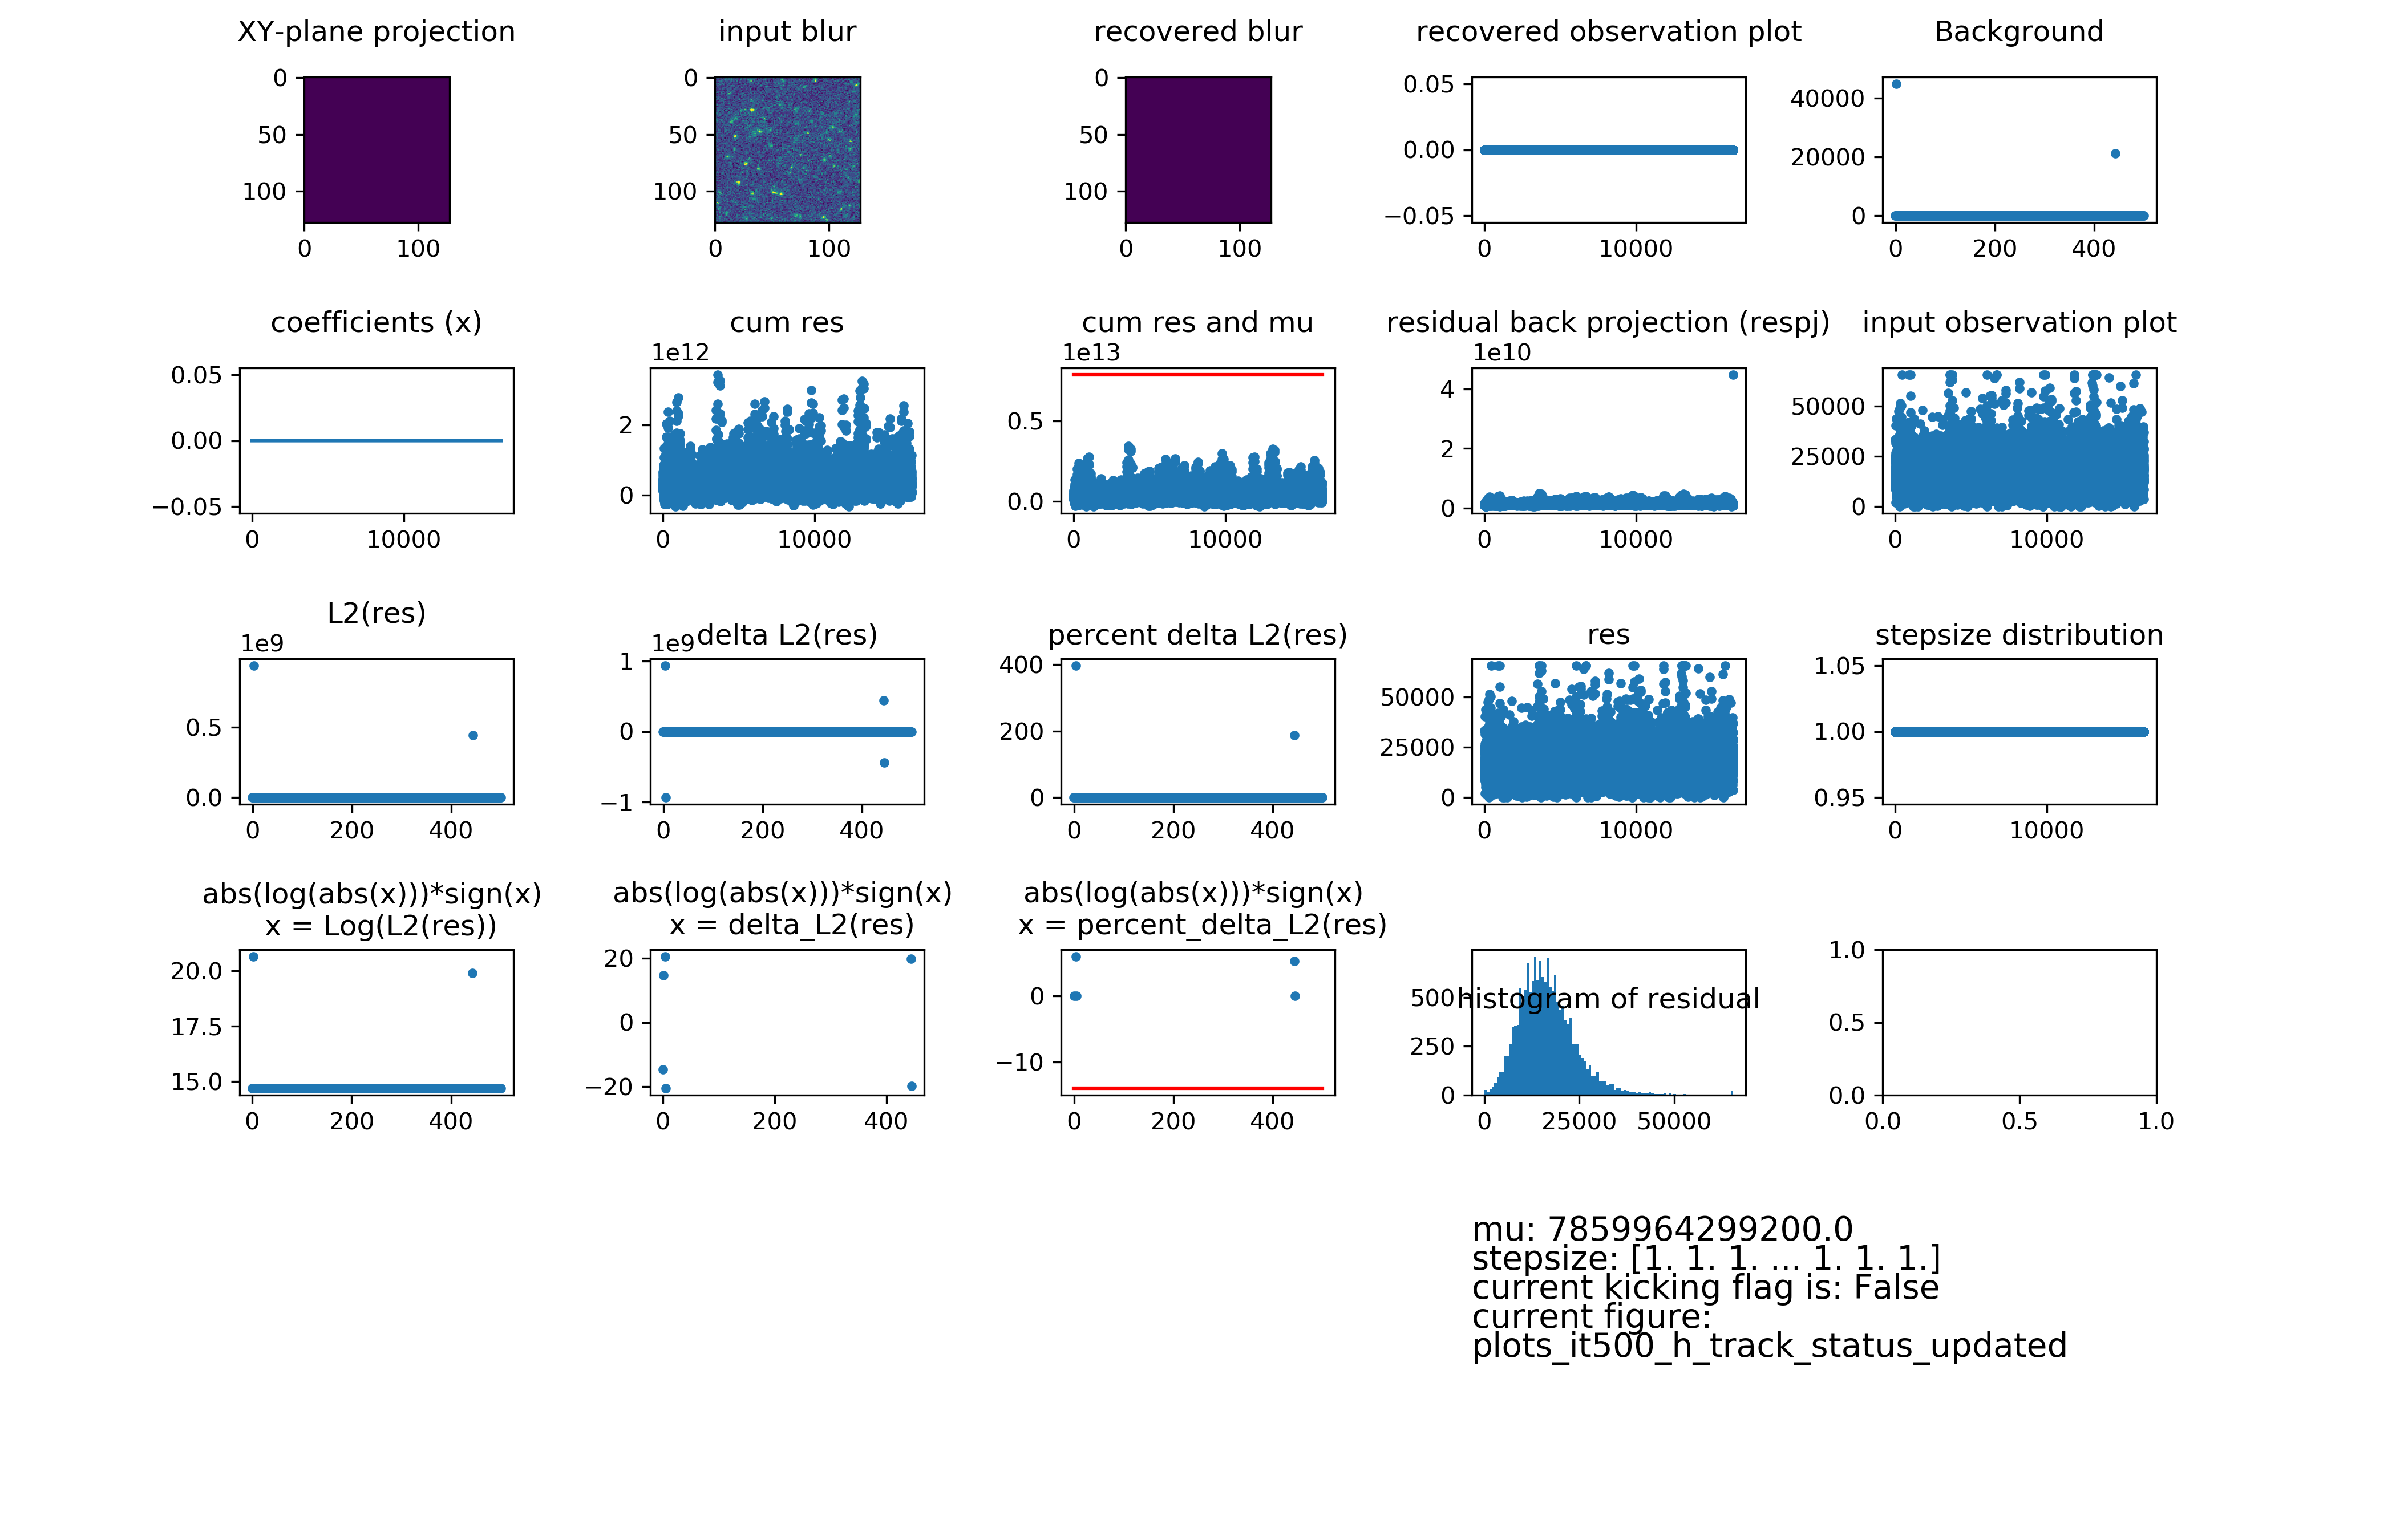 XY-plane projection
0
50
100
0 100
input blur
0
50
100
0 100
recovered blur
0
50
100
0 100
recovered observation plot
0.05
0.00
−0.05
0 10000
Background
40000
20000
0
0 200 400
coefficients (x)
0.05
0.00
−0.05
0 10000
cum res
1e12
2
0
0 10000
cum res and mu
1e13
0.5
0.0
0 10000
residual back projection (respj)
1e10
4
2
0
0 10000
input observation plot
50000
25000
0
0 10000
L2(res)
1e9
0.5
0.0
0 200 400
delta L2(res)
1e9
1
0
−1
0 200 400
percent delta L2(res)
400
200
0
0 200 400
res
50000
25000
0
0 10000
stepsize distribution
1.05
1.00
0.95
0 10000
abs(log(abs(x)))*sign(x)
x = Log(L2(res))
20.0
17.5
15.0
0 200 400
abs(log(abs(x)))*sign(x)
x = delta_L2(res)
20
0
−20
0 200 400
abs(log(abs(x)))*sign(x)
x = percent_delta_L2(res)
0
−10
0 200 400
histogram of residual
500
250
0
0 25000 50000
1.0
0.5
0.0
0.0 0.5 1.0
mu: 7859964299200.0
stepsize: [1. 1. 1. ... 1. 1. 1.]
current kicking flag is: False
current figure:
plots_it500_h_track_status_updated